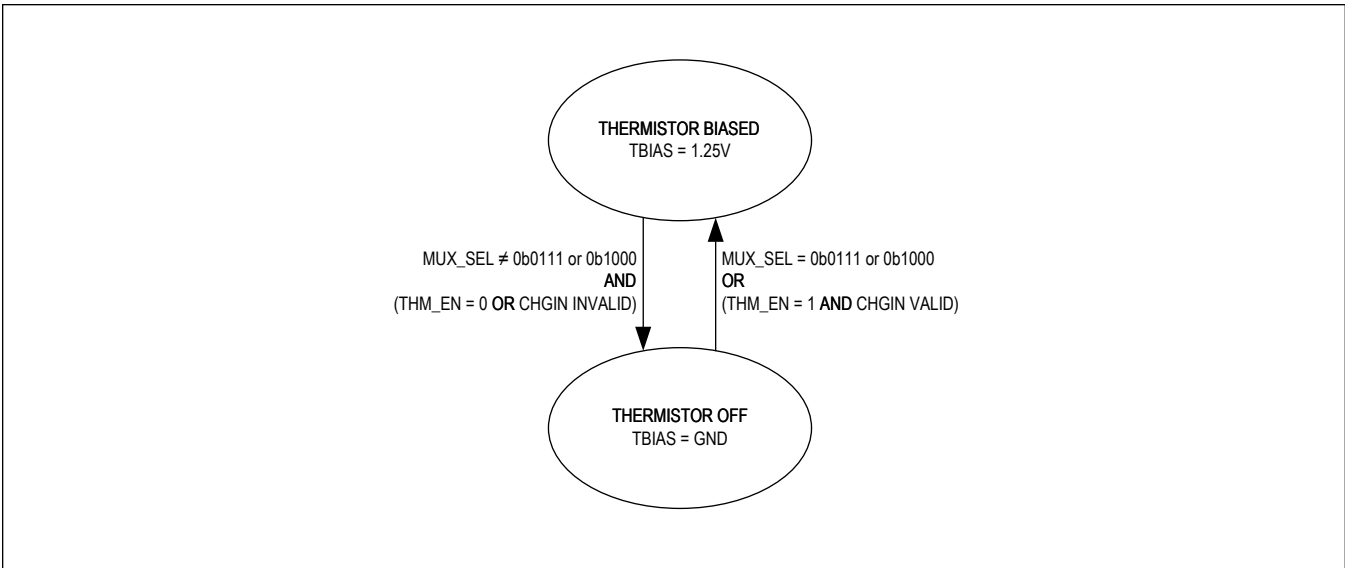 THERMISTOR BIASED
TBIAS = 1.25V
MUX_SEL ≠ 0b0111 or 0b1000
AND
(THM_EN = 0 OR CHGIN INVALID)
MUX_SEL = 0b0111 or 0b1000
OR
(THM_EN = 1 AND CHGIN VALID)
THERMISTOR OFF
TBIAS = GND